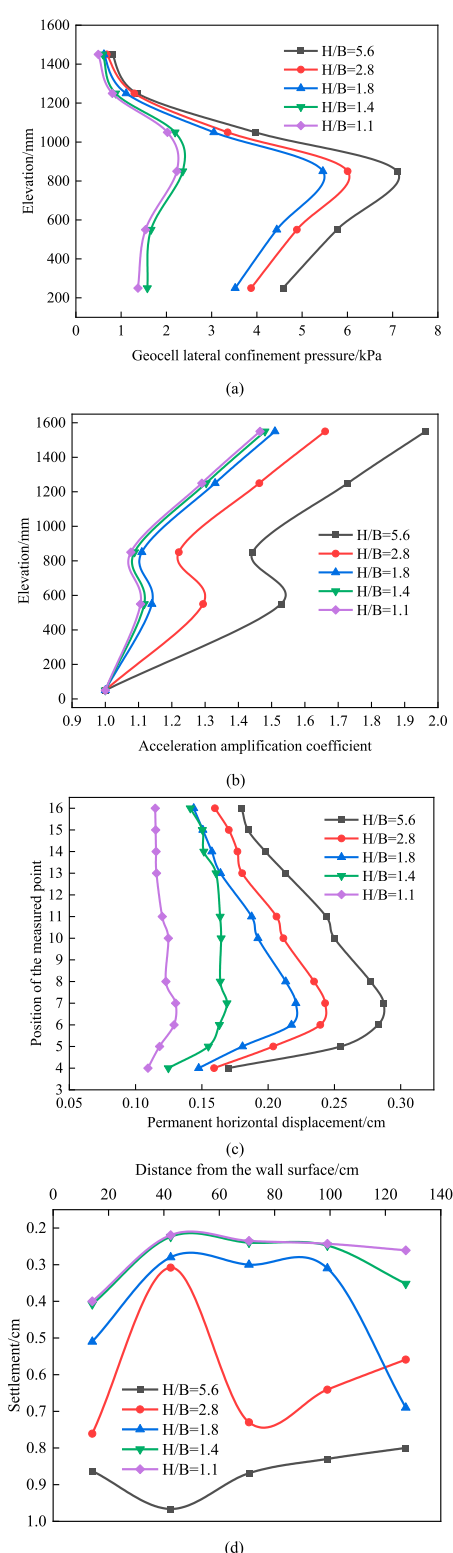 1600
1400
1200
1000
800
600
400
200
Elevation/mm
H/B=5.6
H/B=2.8
H/B=1.8
H/B=1.4
H/B=1.1
0 1 2 3 4 5 6 7 8
Geocell lateral confinement pressure/kPa
(a)
1600
1400
1200
1000
800
600
400
200
0
Elevation/mm
H/B=5.6
H/B=2.8
H/B=1.8
H/B=1.4
H/B=1.1
0.9 1.0 1.1 1.2 1.3 1.4 1.5 1.6 1.7 1.8 1.9 2.0
Acceleration amplification coefficient
(b)
16
15
14
13
11
10
8
7
6
5
4
3
Position of the measured point
H/B=5.6
H/B=2.8
H/B=1.8
H/B=1.4
H/B=1.1
0.05 0.10 0.15 0.20 0.25 0.30
Permanent horizontal displacement/cm
(c)
Distance from the wall surface/cm
0 20 40 60 80 100 120 140
0.2
0.3
0.4
0.5
0.6
0.7
0.8
0.9
1.0
Settlement/cm
H/B=5.6
H/B=2.8
H/B=1.8
H/B=1.4
H/B=1.1
(d)